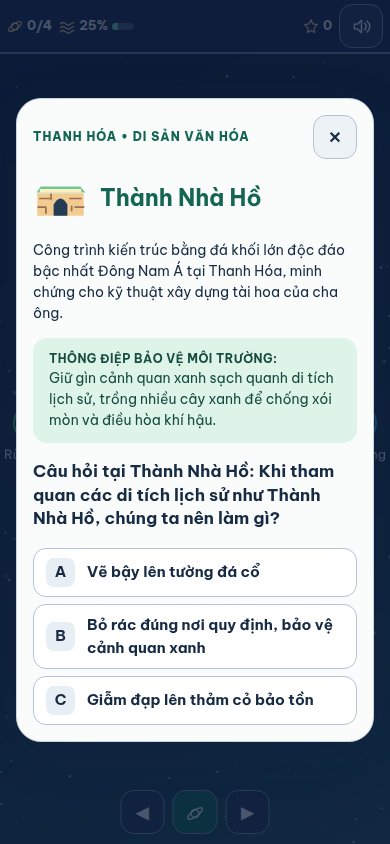 0/4 25% 0
THANH HÓA • DI SẢN VĂN HÓA
×
Thành Nhà Hồ
Công trình kiến trúc bằng đá khối lớn độc đáo
bậc nhất Đông Nam Á tại Thanh Hóa, minh
chứng cho kỹ thuật xây dựng tài hoa của cha
ông.
THÔNG ĐIỆP BẢO VỆ MÔI TRƯỜNG:
Giữ gìn cảnh quan xanh sạch quanh di tích
lịch sử, trồng nhiều cây xanh để chống xói
mòn và điều hòa khí hậu.
Câu hỏi tại Thành Nhà Hồ: Khi tham
quan các di tích lịch sử như Thành
Nhà Hồ, chúng ta nên làm gì?
A Vẽ bậy lên tường đá cổ
B Bỏ rác đúng nơi quy định, bảo vệ
cảnh quan xanh
C Giẫm đạp lên thảm cỏ bảo tồn